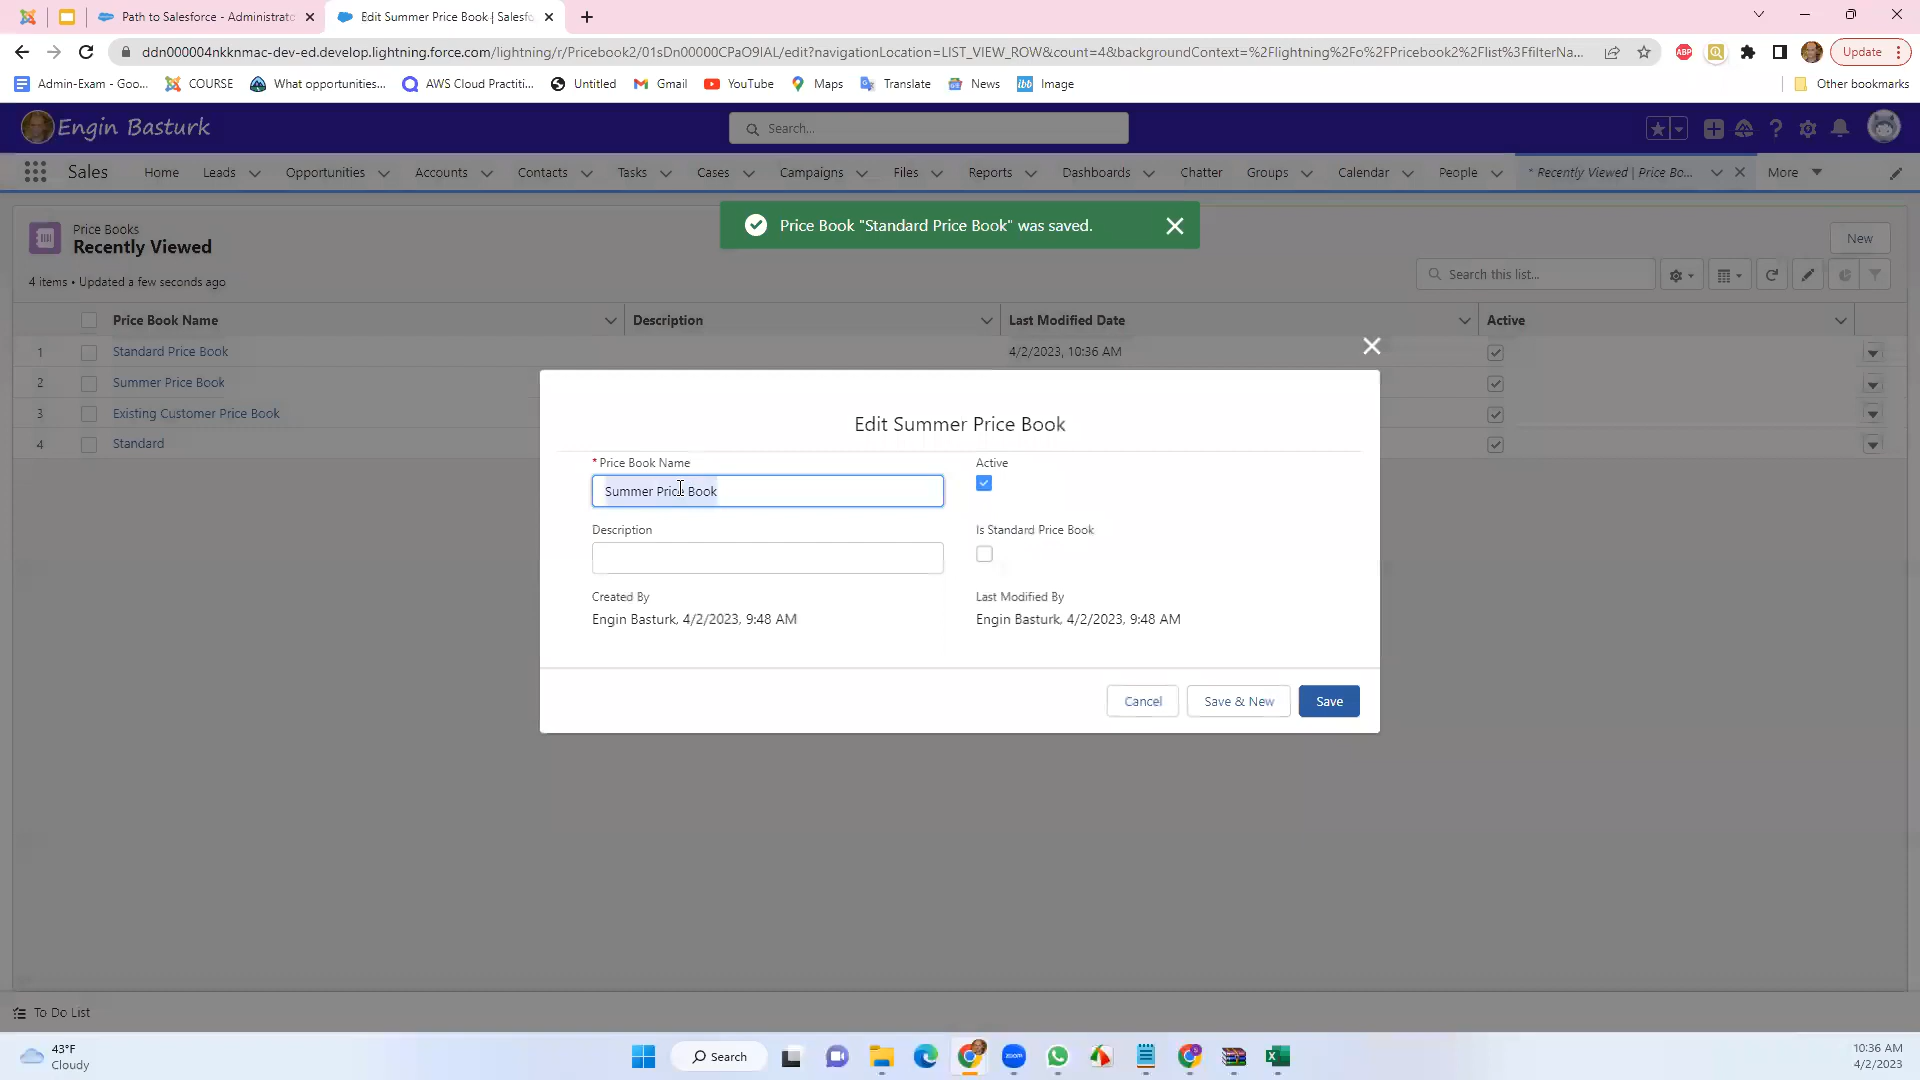 Path to Salesforce - Administrato
Edit Summer Price Book | Salesfo
ddn000004nkknmac-dev-ed.develop.lightning.force.com/lightning/r/Pricebook2/01sDn00000CPaO9IAL/edit?navigationLocation=LIST_VIEW_ROW&count=4&backgroundContext=%2Flightning%2Fo%2FPricebook2%2Flist%3FfilterNa...
ABP
Update
Admin-Exam - Goo... COURSE What opportunities... AWS Cloud Practiti... Untitled Gmail YouTube Maps Translate News ibb Image Other bookmarks
Engin Basturk
Search...
Sales Home Leads Opportunities Accounts Contacts Tasks Cases Campaigns Files Reports Dashboards Chatter Groups Calendar People * Recently Viewed | Price Bo... More
Price Book "Standard Price Book" was saved.
Price Books
Recently Viewed
New
4 items • Updated a few seconds ago
Search this list...
Price Book Name Description Last Modified Date Active
1 Standard Price Book 4/2/2023, 10:36 AM
2 Summer Price Book
3 Existing Customer Price Book
4 Standard
Edit Summer Price Book
* Price Book Name
Summer Price Book
Active
Description
Is Standard Price Book
Created By
Engin Basturk, 4/2/2023, 9:48 AM
Last Modified By
Engin Basturk, 4/2/2023, 9:48 AM
Cancel Save & New Save
To Do List
43°F
Cloudy
Search
zoom
10:36 AM
4/2/2023